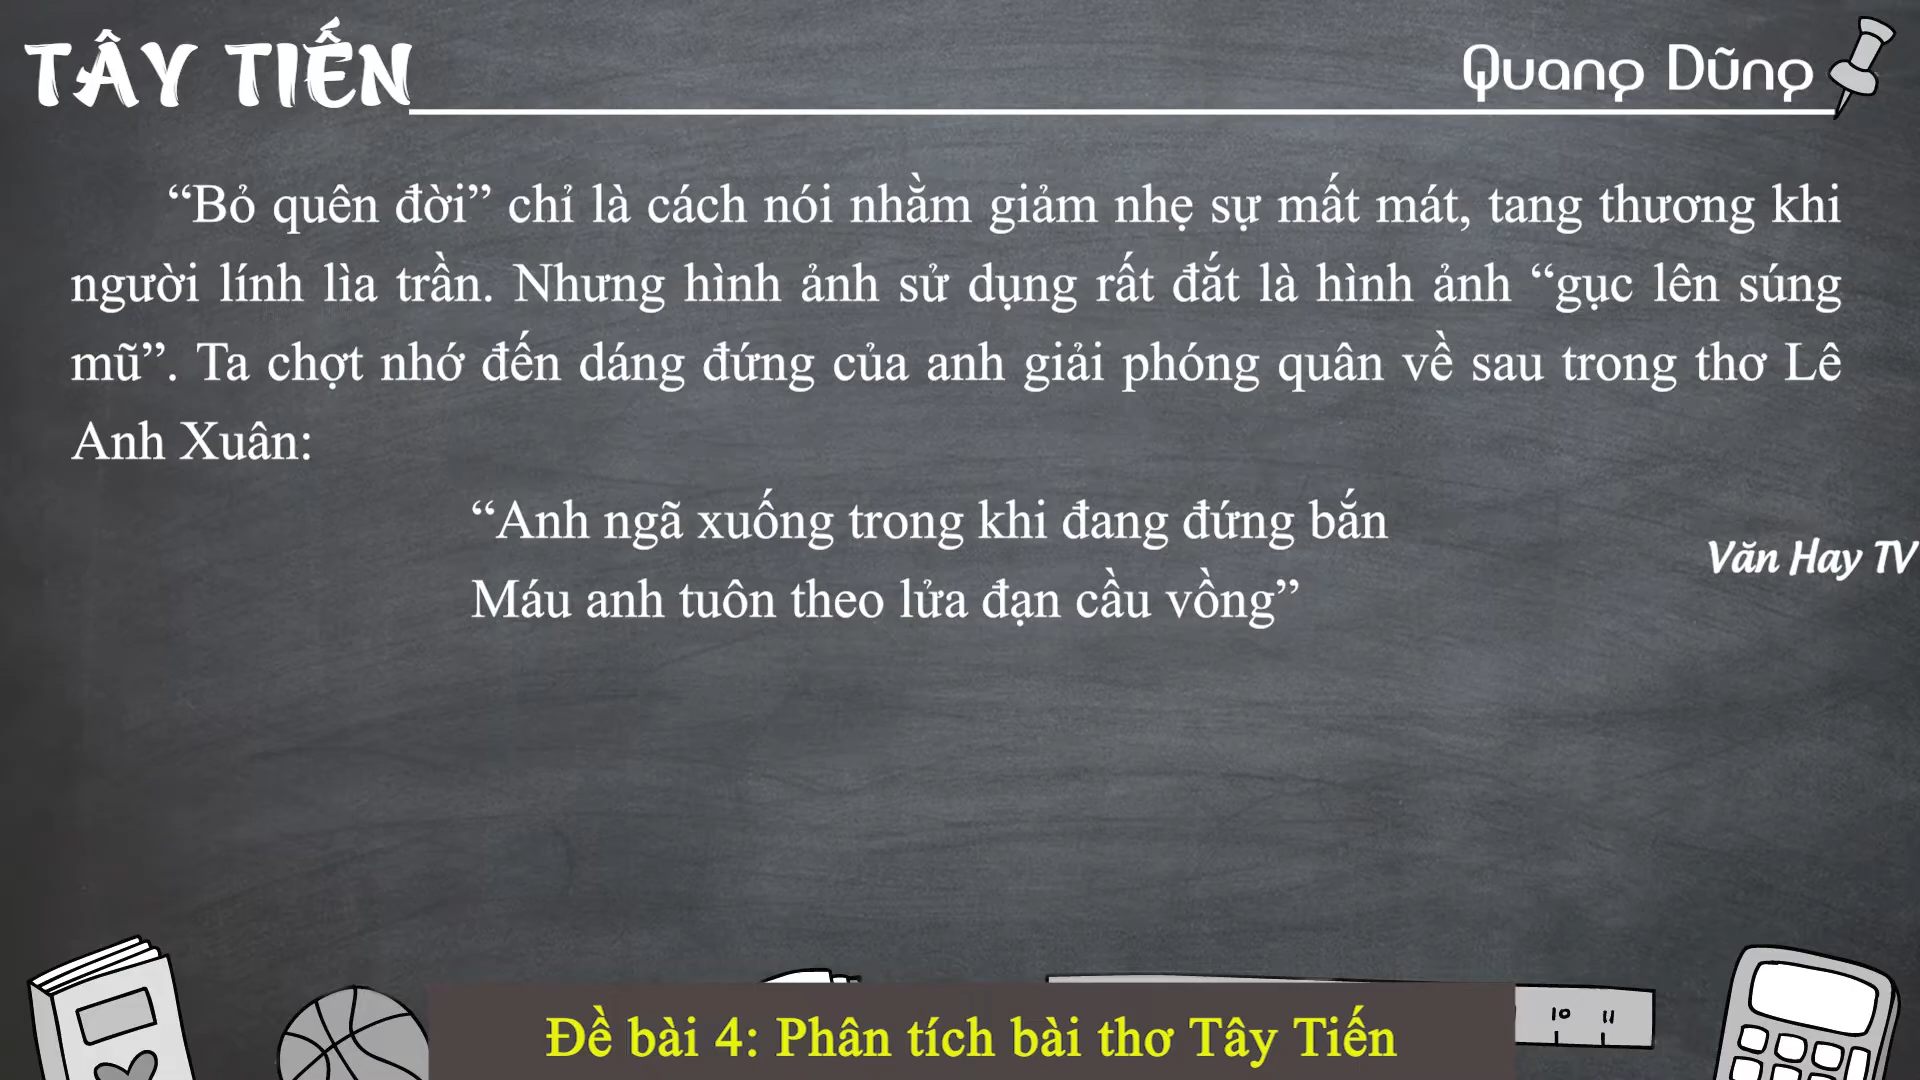 TÂY TIẾN
Quang Dũng
“Bỏ quên đời” chỉ là cách nói nhằm giảm nhẹ sự mất mát, tang thương khi
người lính lìa trần. Nhưng hình ảnh sử dụng rất đắt là hình ảnh “gục lên súng
mũ”. Ta chợt nhớ đến dáng đứng của anh giải phóng quân về sau trong thơ Lê
Anh Xuân:
“Anh ngã xuống trong khi đang đứng bắn
Máu anh tuôn theo lửa đạn cầu vồng”
Văn Hay TV
10 11
Đề bài 4: Phân tích bài thơ Tây Tiến